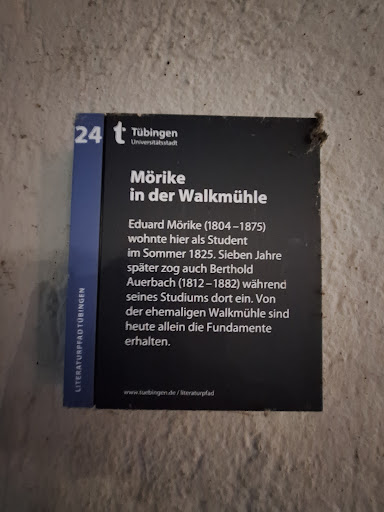 24
Tübingen
Universitätsstadt
Mörike
in der Walkmühle
Eduard Mörike (1804–1875)
wohnte hier als Student
im Sommer 1825. Sieben Jahre
später zog auch Berthold
Auerbach (1812–1882) während
seines Studiums dort ein. Von
der ehemaligen Walkmühle sind
heute allein die Fundamente
erhalten.
www.tuebingen.de/literaturpfad
LITERATURPFAD TÜBINGEN